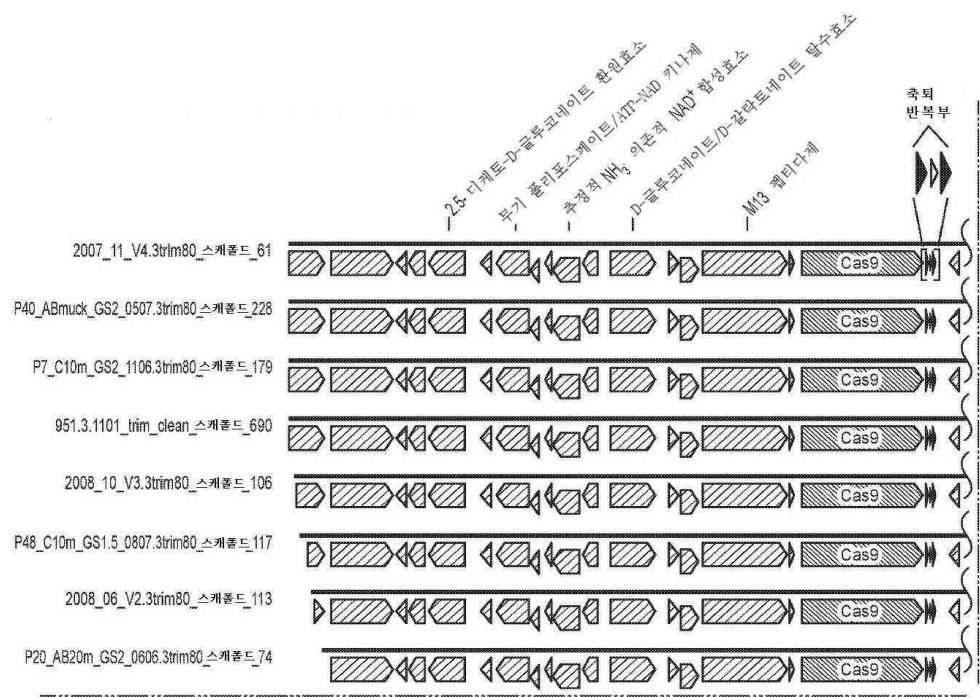 2.5- 디케토-D-글루코네이트 환원효소
무기 폴리포스페이트/ATP-NAD 키나제
추정적 NH3 의존적 NAD+ 합성효소
D-글루코네이트/D-갈락토네이트 탈수효소
M13 펩티다제
축퇴
반복부
2007_11_V4.3trim80_스캐폴드_61
Cas9
P40_ABmuck_GS2_0507.3trim80_스캐폴드_228
Cas9
P7_C10m_GS2_1106.3trim80_스캐폴드_179
Cas9
951.3.1101_trim_clean_스캐폴드_690
Cas9
2008_10_V3.3trim80_스캐폴드_106
Cas9
P48_C10m_GS1.5_0807.3trim80_스캐폴드_117
Cas9
2008_06_V2.3trim80_스캐폴드_113
Cas9
P20_AB20m_GS2_0606.3trim80_스캐폴드_74
Cas9